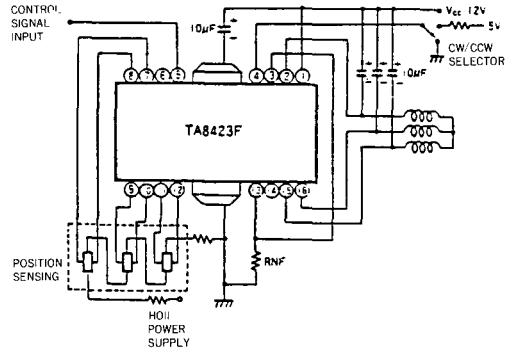 CONTROL
SIGNAL
INPUT
10μF
Vcc 12V
5V
CW/CCW
SELECTOR
8 7 6 5
4 3 2 1
10μF
TA8423F
9 10 11 12
13 14 15 16
RNF
POSITION
SENSING
HOll
POWER
SUPPLY